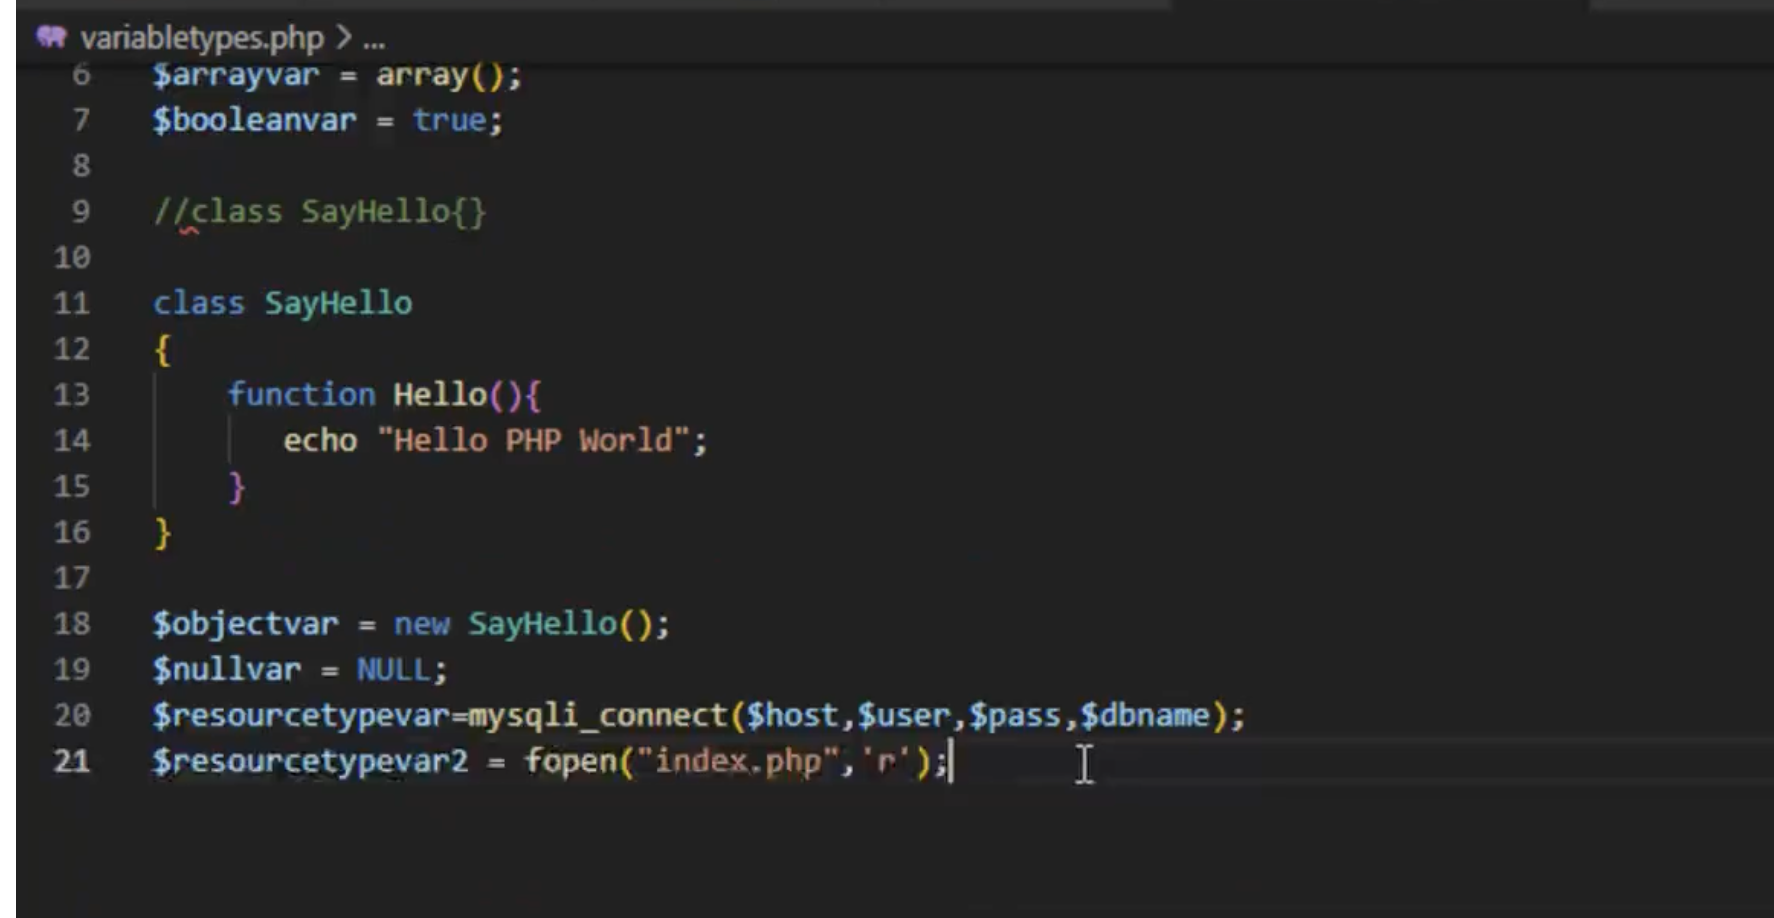 variabletypes.php > ...
6 $arrayvar = array();
7 $booleanvar = true;
8
9 //class SayHello{}
10
11 class SayHello
12 {
13 function Hello(){
14 echo "Hello PHP World";
15 }
16 }
17
18 $objectvar = new SayHello();
19 $nullvar = NULL;
20 $resourcetypevar=mysqli_connect($host,$user,$pass,$dbname);
21 $resourcetypevar2 = fopen("index.php",'r');